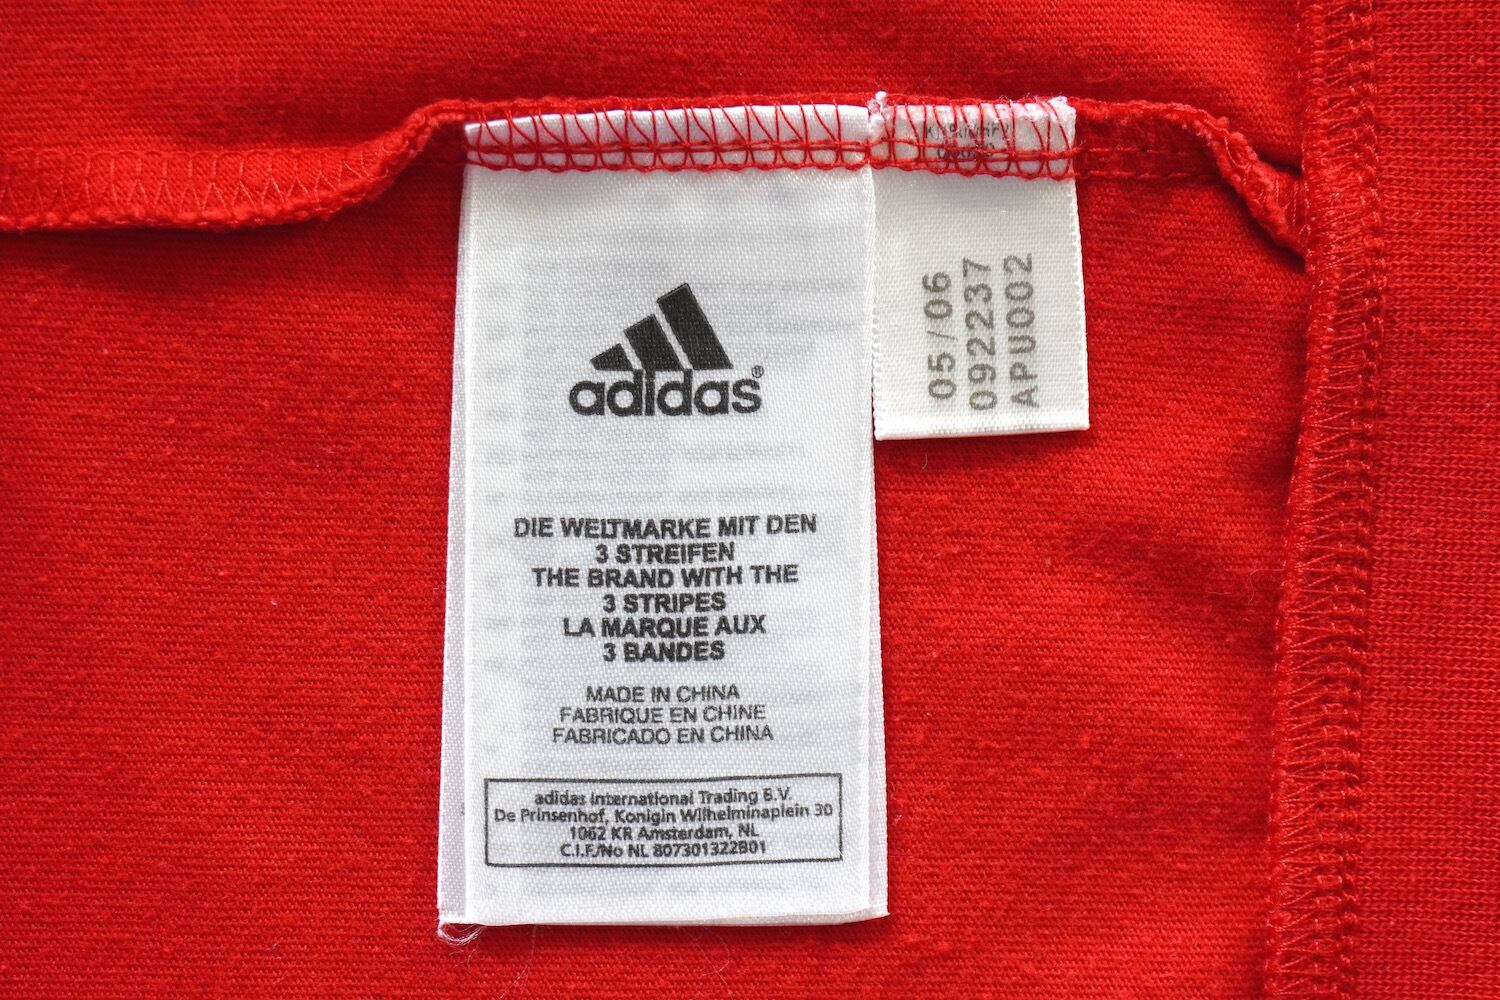 adidas®
DIE WELTMARKE MIT DEN
3 STREIFEN
THE BRAND WITH THE
3 STRIPES
LA MARQUE AUX
3 BANDES
MADE IN CHINA
FABRIQUE EN CHINE
FABRICADO EN CHINA
adidas International Trading B.V.
De Prinsenhof, Konigin Wilhelminaplein 30
1062 KR Amsterdam, NL
C.I.F./No NL 807301322B01
05/06
092237
APU002